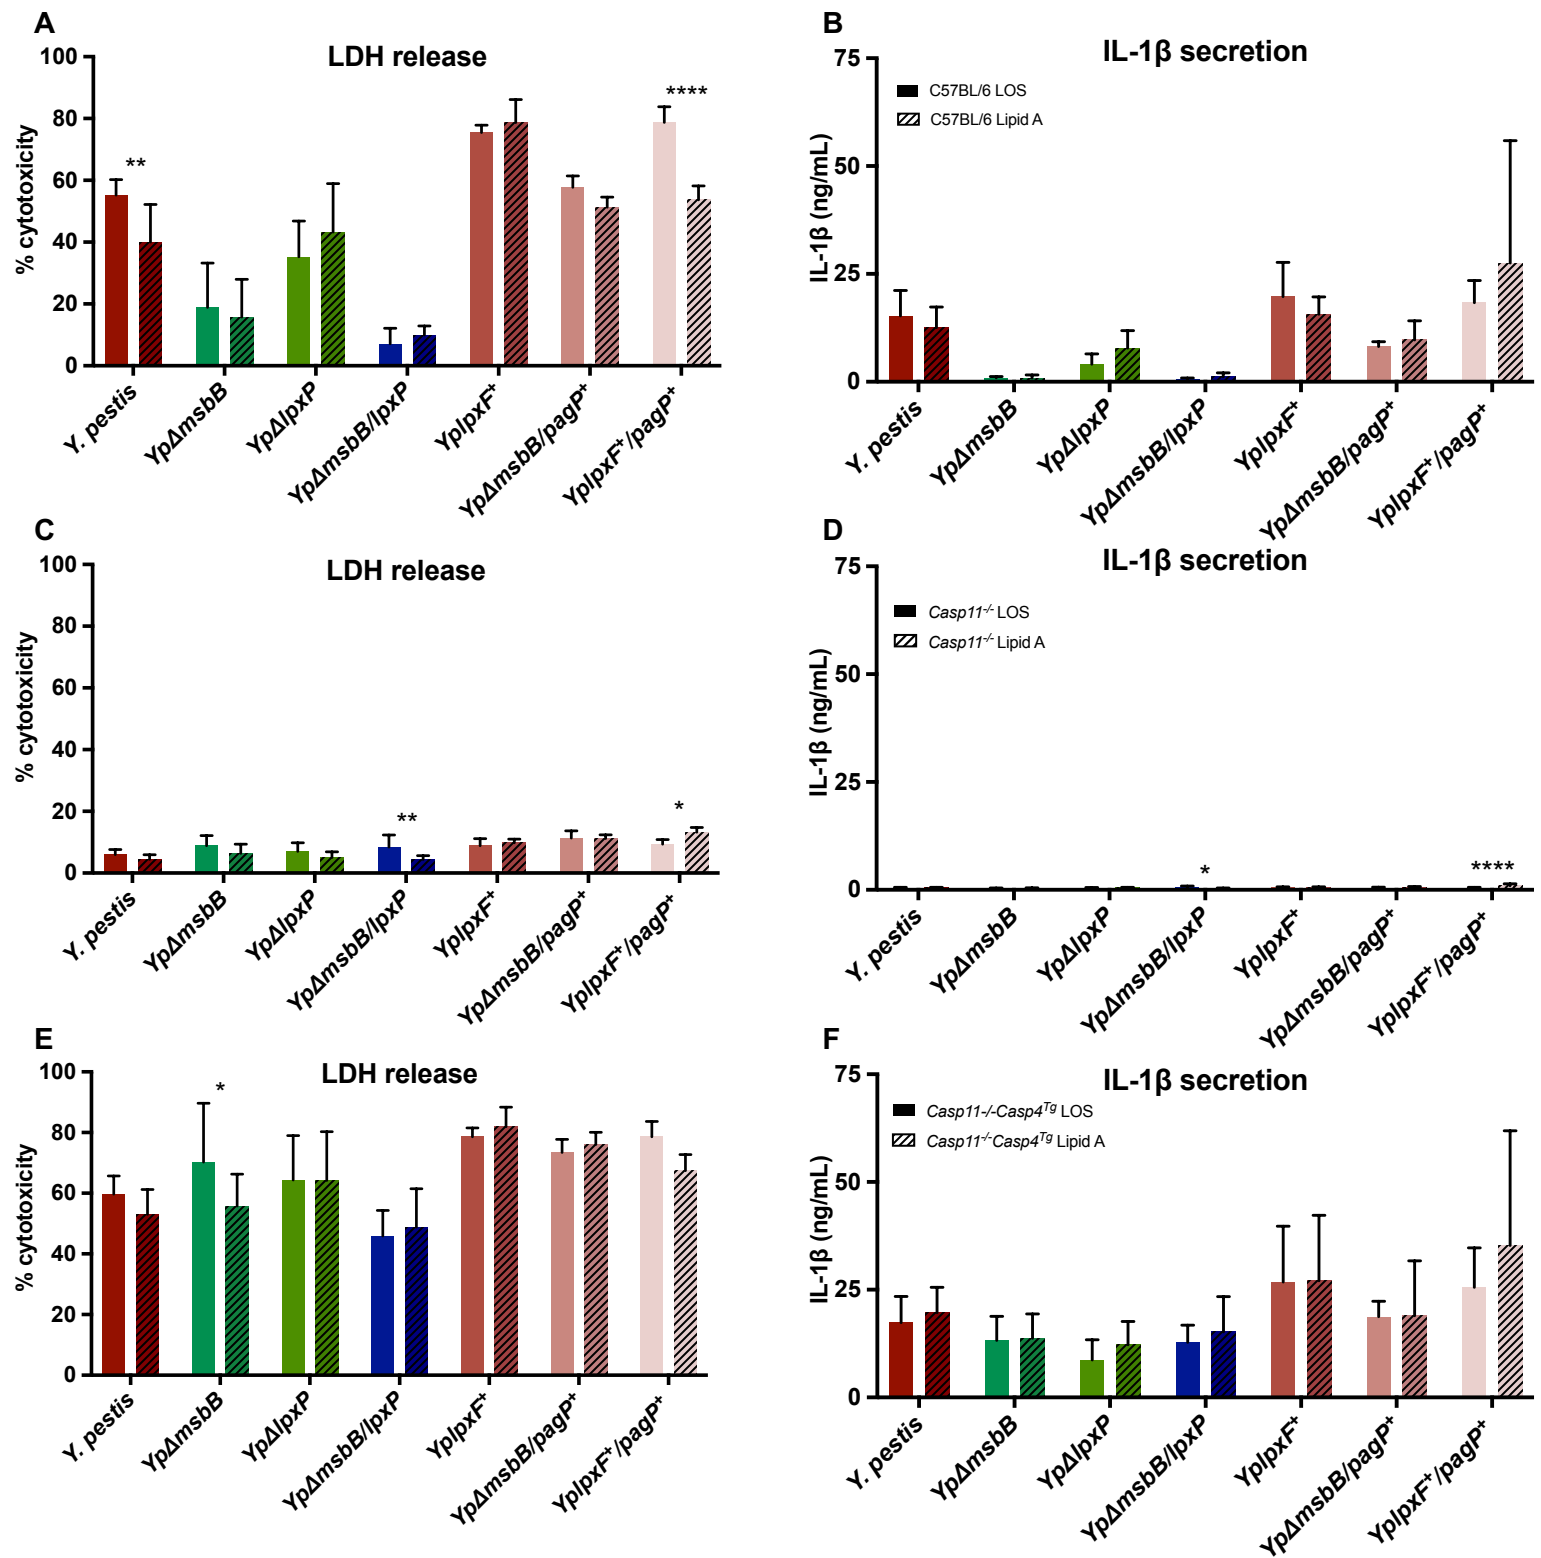 A
LDH release
% cytotoxicity
100
80
60
40
20
0
**
****
Y. pestis
YpΔmsbB
YpΔlpxP
YpΔmsbB/lpxP
YplpxF+
YpΔmsbB/pagP+
YplpxF+/pagP+
B
IL-1β secretion
IL-1β (ng/mL)
75
50
25
0
C57BL/6 LOS
C57BL/6 Lipid A
Y. pestis
YpΔmsbB
YpΔlpxP
YpΔmsbB/lpxP
YplpxF+
YpΔmsbB/pagP+
YplpxF+/pagP+
C
LDH release
% cytotoxicity
100
80
60
40
20
0
**
*
Y. pestis
YpΔmsbB
YpΔlpxP
YpΔmsbB/lpxP
YplpxF+
YpΔmsbB/pagP+
YplpxF+/pagP+
D
IL-1β secretion
IL-1β (ng/mL)
75
50
25
0
Casp11-/- LOS
Casp11-/- Lipid A
*
****
Y. pestis
YpΔmsbB
YpΔlpxP
YpΔmsbB/lpxP
YplpxF+
YpΔmsbB/pagP+
YplpxF+/pagP+
E
LDH release
% cytotoxicity
100
80
60
40
20
0
*
Y. pestis
YpΔmsbB
YpΔlpxP
YpΔmsbB/lpxP
YplpxF+
YpΔmsbB/pagP+
YplpxF+/pagP+
F
IL-1β secretion
IL-1β (ng/mL)
75
50
25
0
Casp11-/-Casp4Tg LOS
Casp11-/-Casp4Tg Lipid A
Y. pestis
YpΔmsbB
YpΔlpxP
YpΔmsbB/lpxP
YplpxF+
YpΔmsbB/pagP+
YplpxF+/pagP+